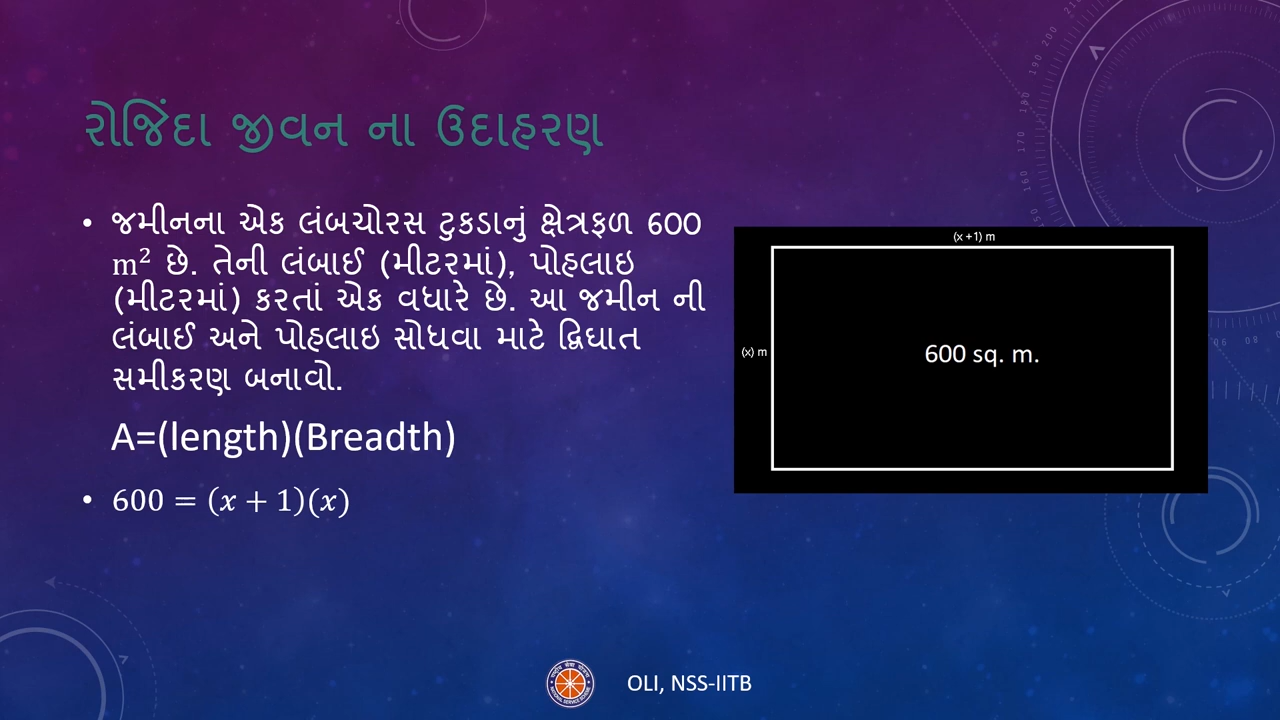 રોજિંદા જીવન ના ઉદાહરણ
• જમીનના એક લંબચોરસ ટુકડાનું ક્ષેત્રફળ 600
m² છે. તેની લંબાઈ (મીટરમાં), પોહલાઇ
(મીટરમાં) કરતાં એક વધારે છે. આ જમીન ની
લંબાઈ અને પોહલાઇ સોધવા માટે દ્વિઘાત
સમીકરણ બનાવો.
A=(length)(Breadth)
• 600 = (x + 1)(x)
(x +1) m
(x) m
600 sq. m.
OLI, NSS-IITB